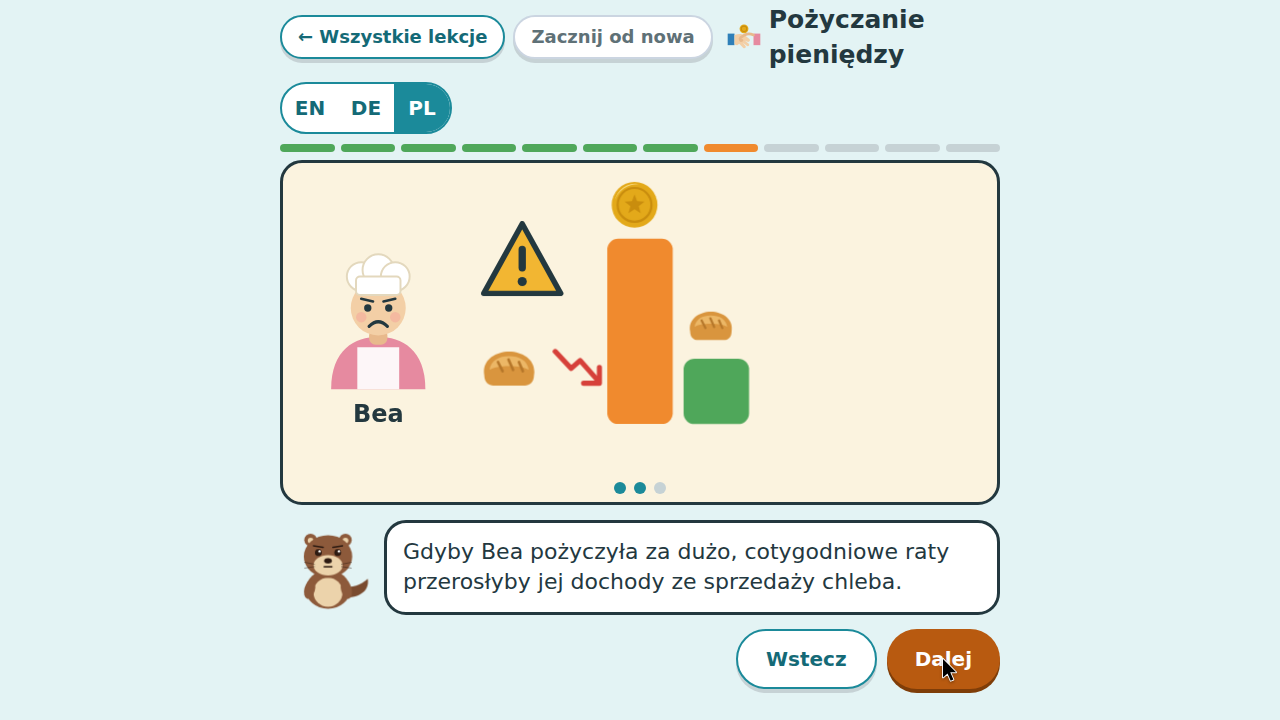 ← Wszystkie lekcje
Zacznij od nowa
Pożyczanie
pieniędzy
EN DE PL
Bea
Gdyby Bea pożyczyła za dużo, cotygodniowe raty
przerosłyby jej dochody ze sprzedaży chleba.
Wstecz
Dalej